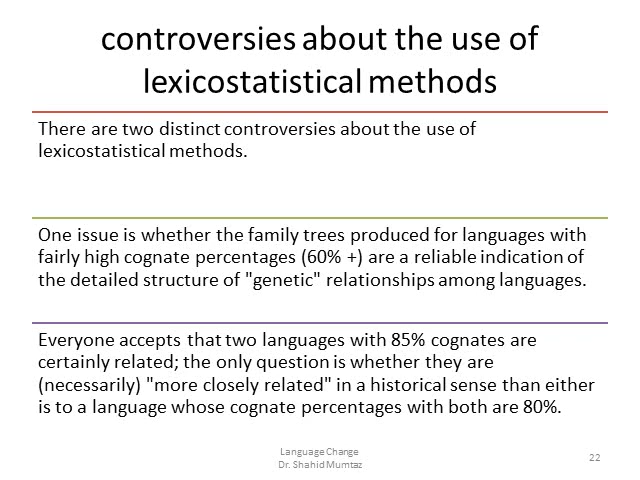 controversies about the use of
lexicostatistical methods
There are two distinct controversies about the use of
lexicostatistical methods.
One issue is whether the family trees produced for languages with
fairly high cognate percentages (60% +) are a reliable indication of
the detailed structure of "genetic" relationships among languages.
Everyone accepts that two languages with 85% cognates are
certainly related; the only question is whether they are
(necessarily) "more closely related" in a historical sense than either
is to a language whose cognate percentages with both are 80%.
Language Change
Dr. Shahid Mumtaz
22